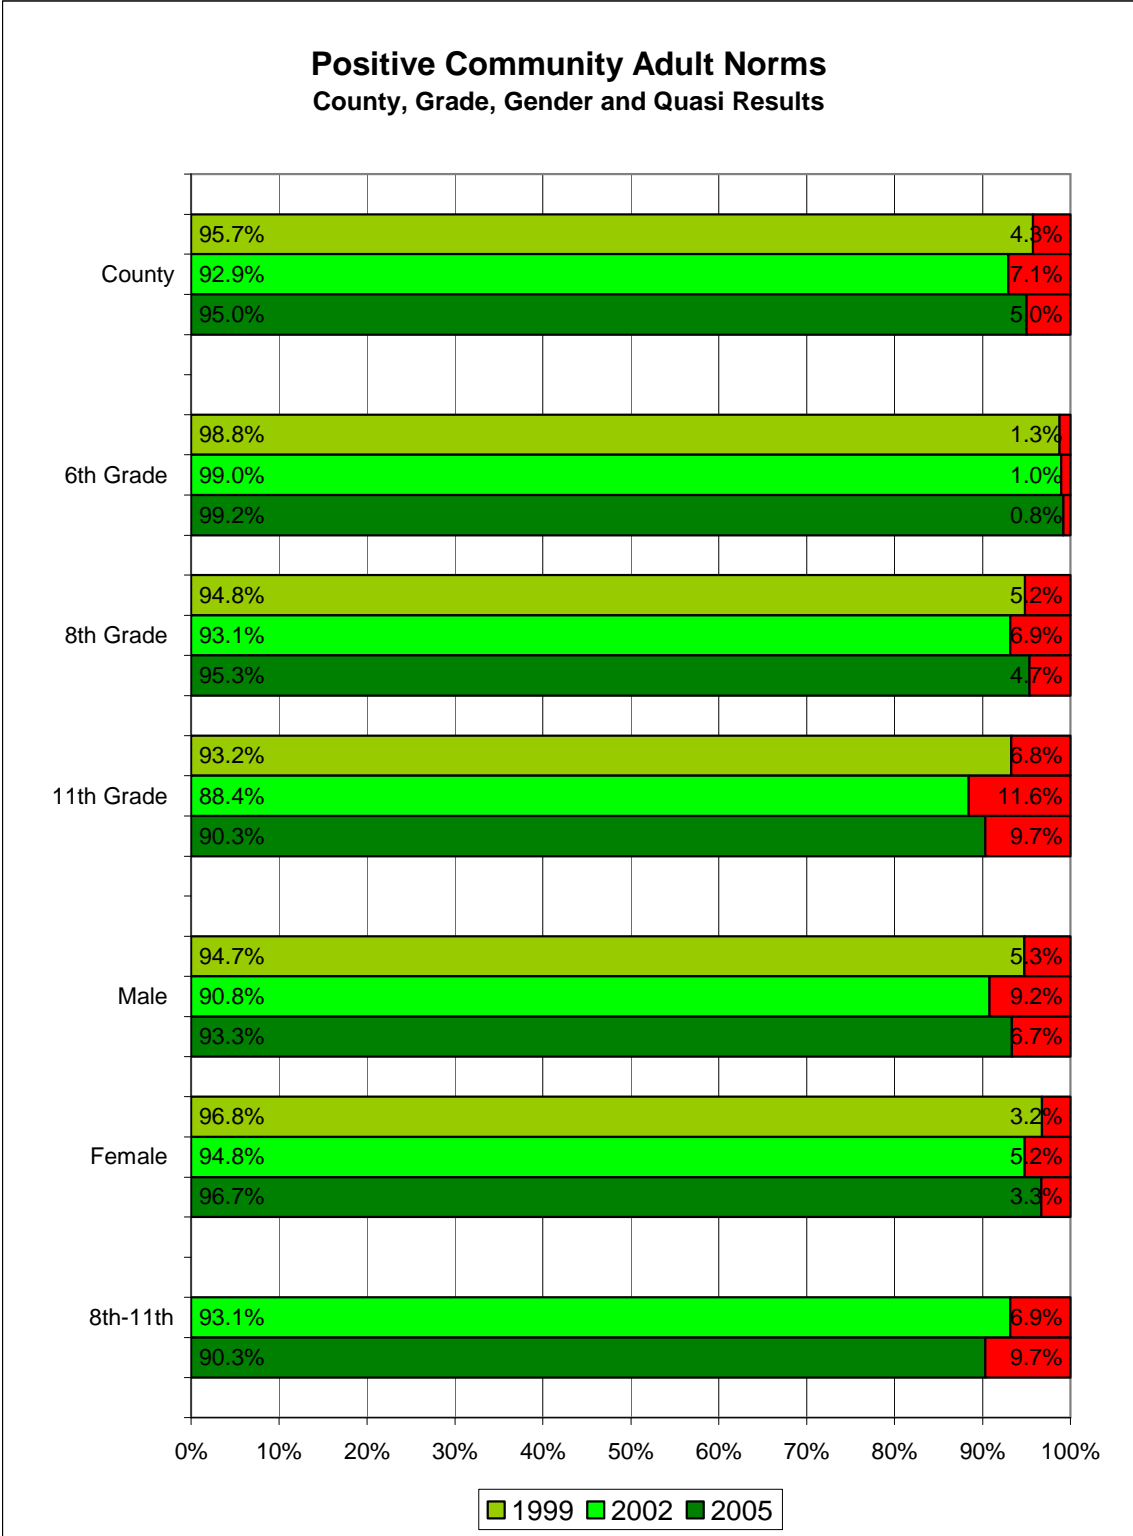 Positive Community Adult Norms
County, Grade, Gender and Quasi Results
95.7% 4.3%
County 92.9% 7.1%
95.0% 5.0%
98.8% 1.3%
6th Grade 99.0% 1.0%
99.2% 0.8%
94.8% 5.2%
8th Grade 93.1% 6.9%
95.3% 4.7%
93.2% 6.8%
11th Grade 88.4% 11.6%
90.3% 9.7%
94.7% 5.3%
Male 90.8% 9.2%
93.3% 6.7%
96.8% 3.2%
Female 94.8% 5.2%
96.7% 3.3%
8th-11th 93.1% 6.9%
90.3% 9.7%
0% 10% 20% 30% 40% 50% 60% 70% 80% 90% 100%
1999 2002 2005